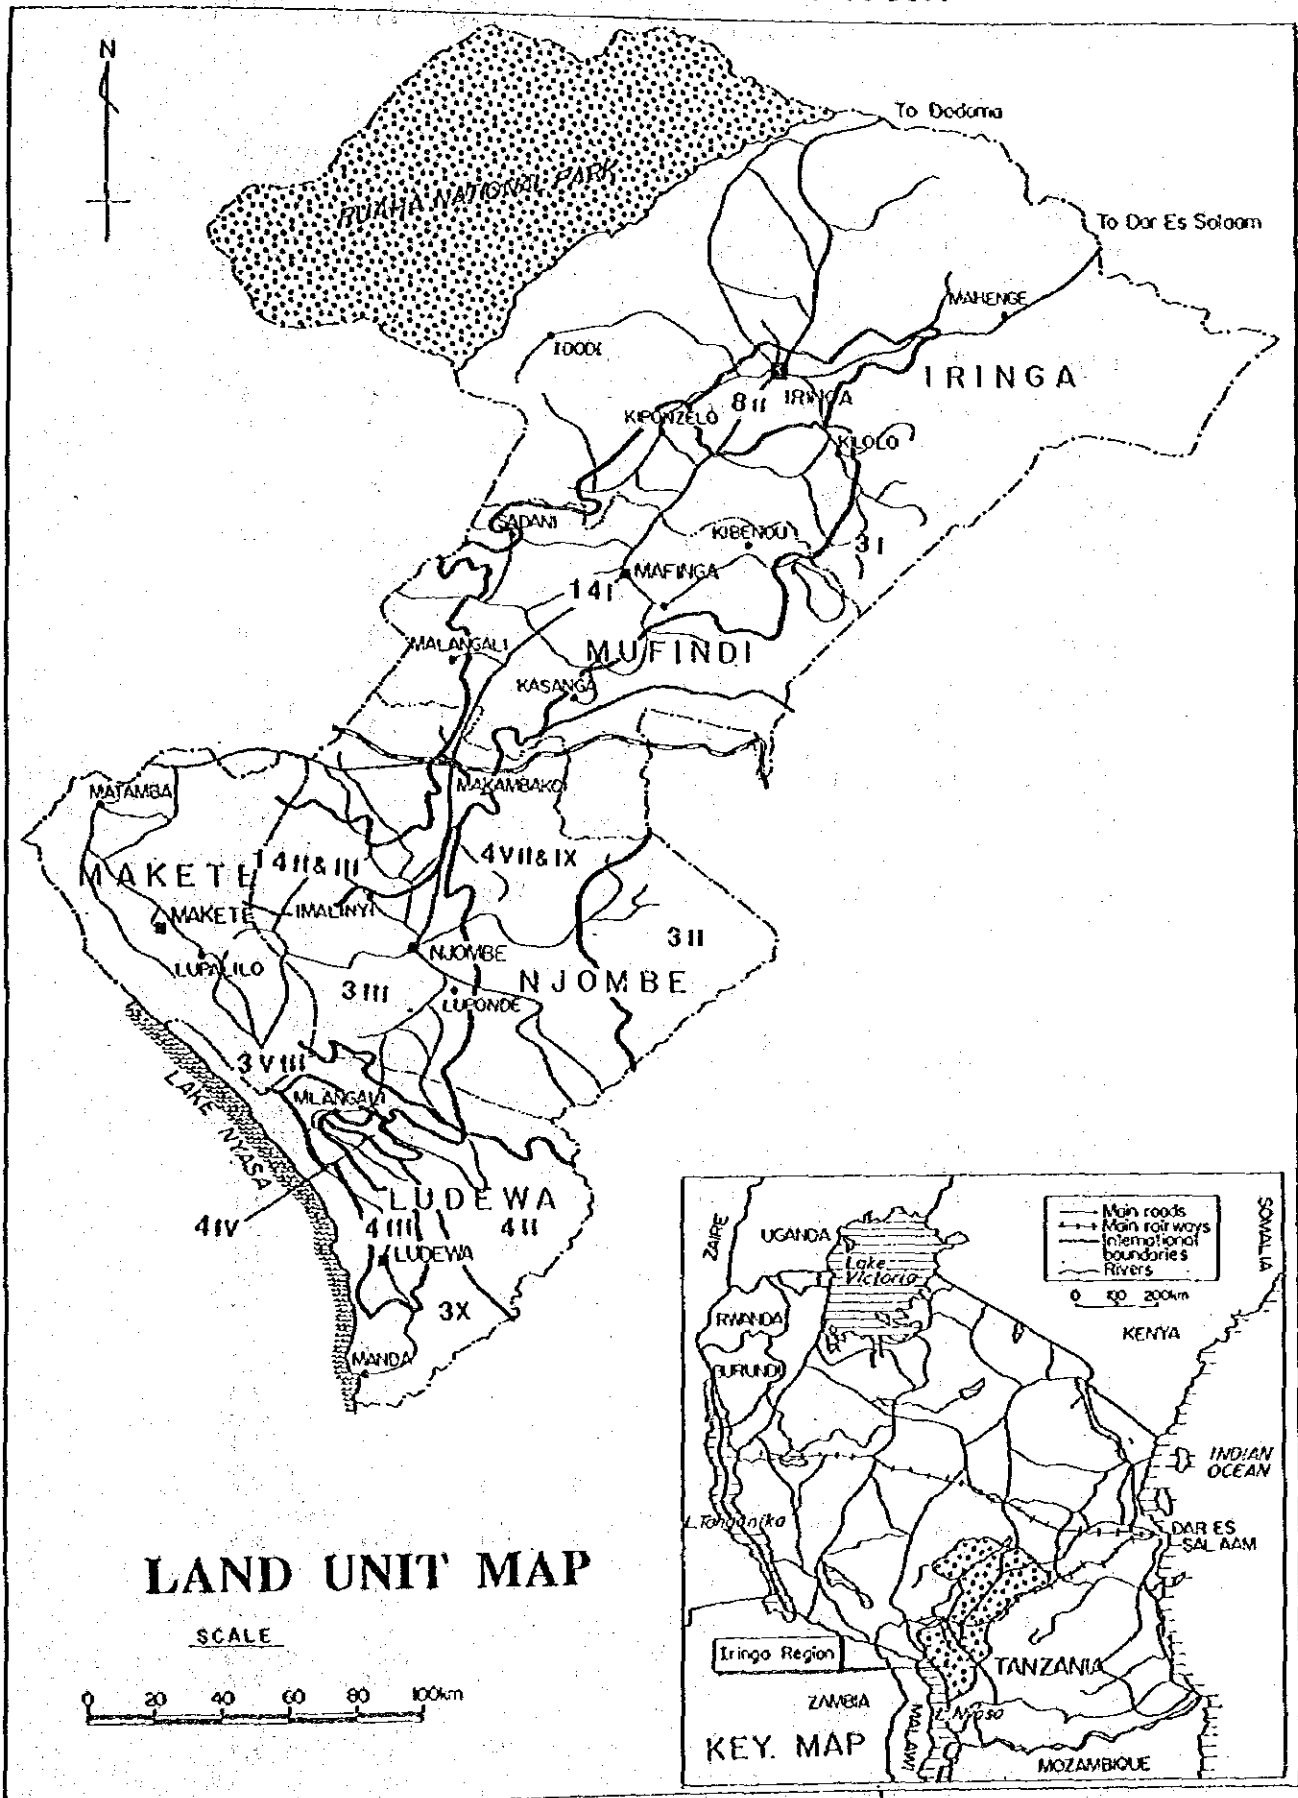 N
To Dodoma
RUAHA NATIONAL PARK
To Dar Es Salaam
MAHENGE
IDODI
IRINGA
8 II
IRINGA
KIPONZELO
KILOLO
SADANI
KIBENGU
3 I
MAFINGA
14 I
MALANGALI
MUFINDI
KASANGA
MATAMBA
MAKAMBAKO
4 VII & IX
14 II & III
MAKETE
MAKETE
IMALINYI
3 II
NJOMBE
LUPALILO
NJOMBE
3 III
LUPONDE
3 VIII
LAKE NYASA
MLANGALI
LUDEWA
4 IV
4 III
4 II
LUDEWA
3 X
MANDA
LAND UNIT MAP
SCALE
0 20 40 60 80 100km
ZAIRE
UGANDA
Lake
Victoria
Main roads
Main railways
International
boundaries
Rivers
0 100 200km
SOMALIA
RWANDA
KENYA
BURUNDI
INDIAN
OCEAN
L.Tanganika
DAR ES
SALAAM
Iringa Region
TANZANIA
ZAMBIA
L. Nyasa
MALAWI
KEY. MAP
MOZAMBIQUE